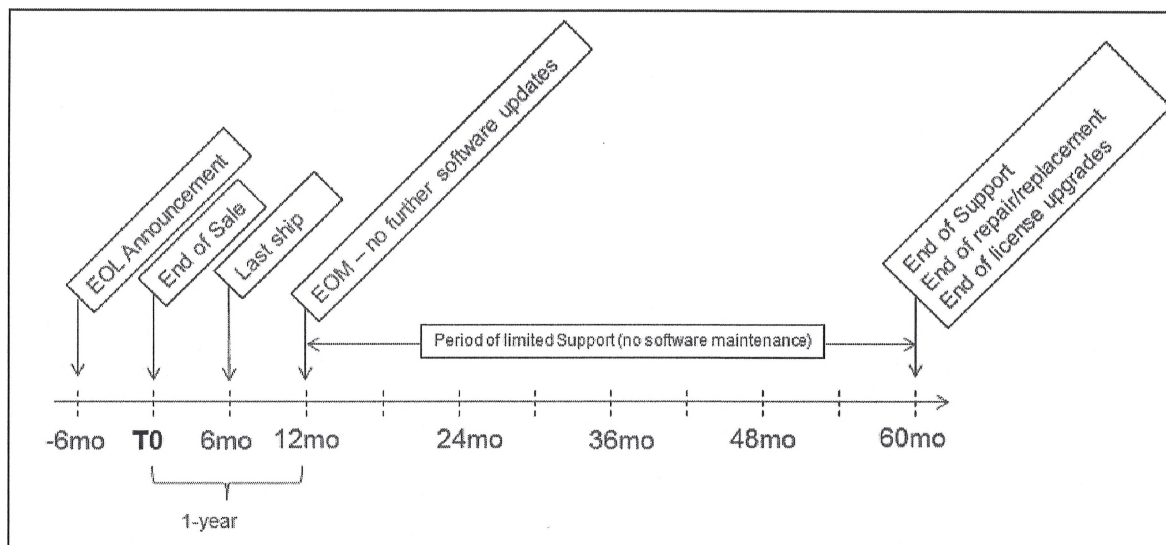 EOL Announcement
End of Sale
Last ship
EOM – no further software updates
End of Support
End of repair/replacement
End of license upgrades
Period of limited Support (no software maintenance)
-6mo T0 6mo 12mo 24mo 36mo 48mo 60mo
1-year